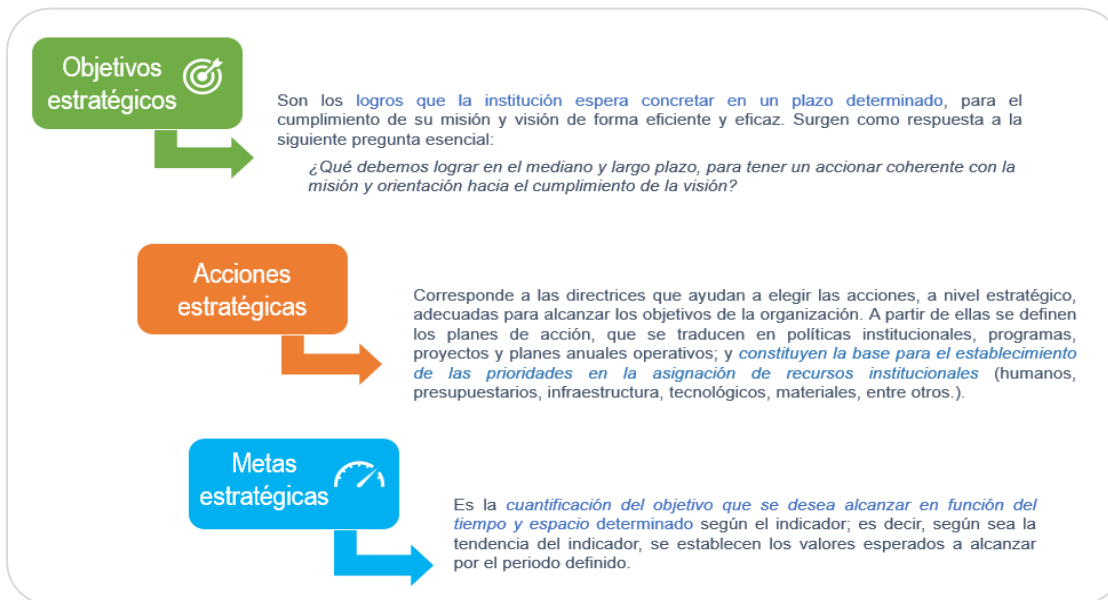 Objetivos
estratégicos
Son los logros que la institución espera concretar en un plazo determinado, para el
cumplimiento de su misión y visión de forma eficiente y eficaz. Surgen como respuesta a la
siguiente pregunta esencial:
¿Qué debemos lograr en el mediano y largo plazo, para tener un accionar coherente con la
misión y orientación hacia el cumplimiento de la visión?
Acciones
estratégicas
Corresponde a las directrices que ayudan a elegir las acciones, a nivel estratégico,
adecuadas para alcanzar los objetivos de la organización. A partir de ellas se definen
los planes de acción, que se traducen en políticas institucionales, programas,
proyectos y planes anuales operativos; y constituyen la base para el establecimiento
de las prioridades en la asignación de recursos institucionales (humanos,
presupuestarios, infraestructura, tecnológicos, materiales, entre otros.).
Metas
estratégicas
Es la cuantificación del objetivo que se desea alcanzar en función del
tiempo y espacio determinado según el indicador; es decir, según sea la
tendencia del indicador, se establecen los valores esperados a alcanzar
por el periodo definido.